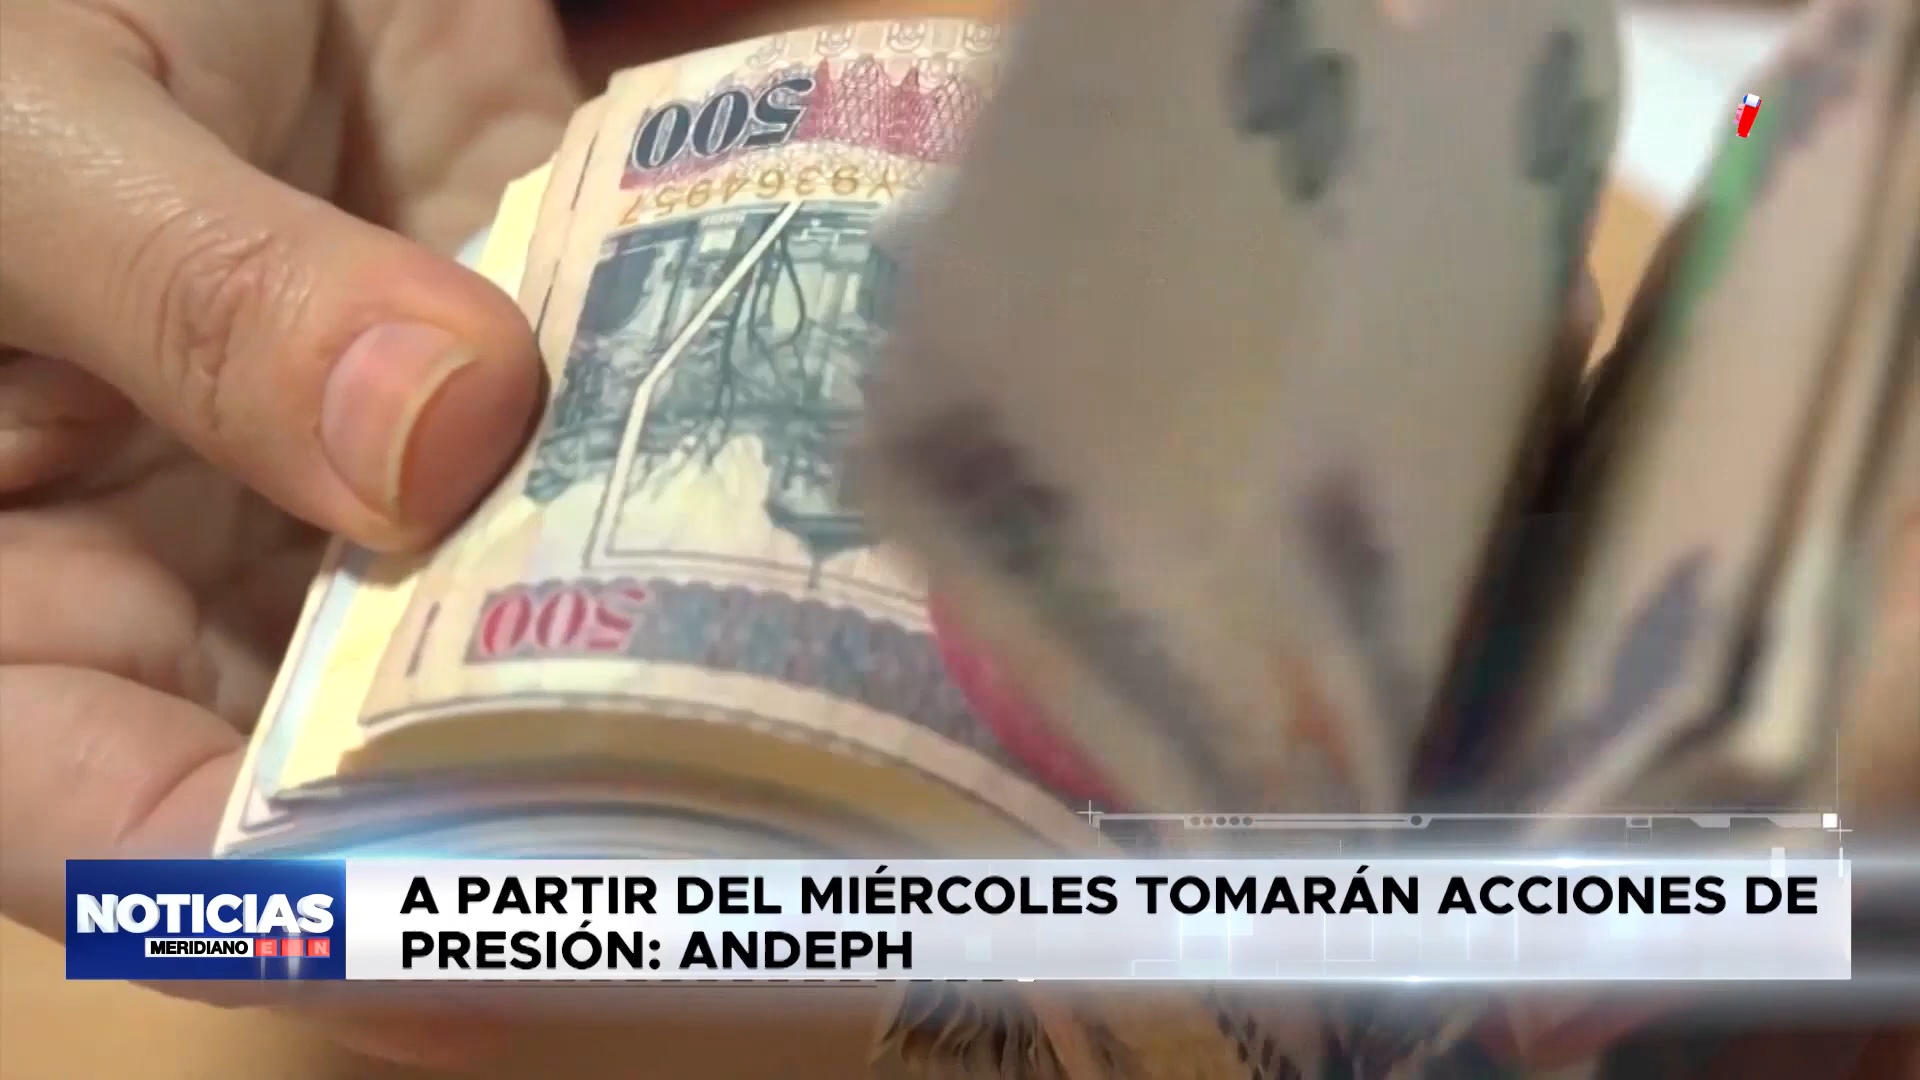 500
Y9364957
500
NOTICIAS
MERIDIANO E N
A PARTIR DEL MIÉRCOLES TOMARÁN ACCIONES DE
PRESIÓN: ANDEPH